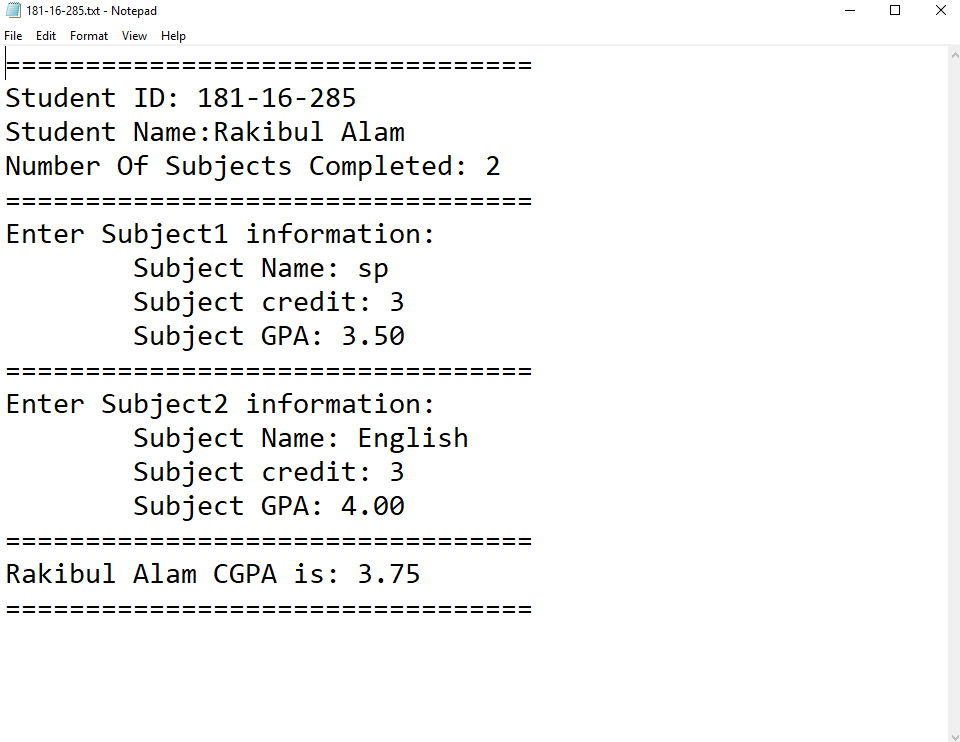 181-16-285.txt - Notepad
File Edit Format View Help
=================================
Student ID: 181-16-285
Student Name:Rakibul Alam
Number Of Subjects Completed: 2
=================================
Enter Subject1 information:
        Subject Name: sp
        Subject credit: 3
        Subject GPA: 3.50
=================================
Enter Subject2 information:
        Subject Name: English
        Subject credit: 3
        Subject GPA: 4.00
=================================
Rakibul Alam CGPA is: 3.75
=================================